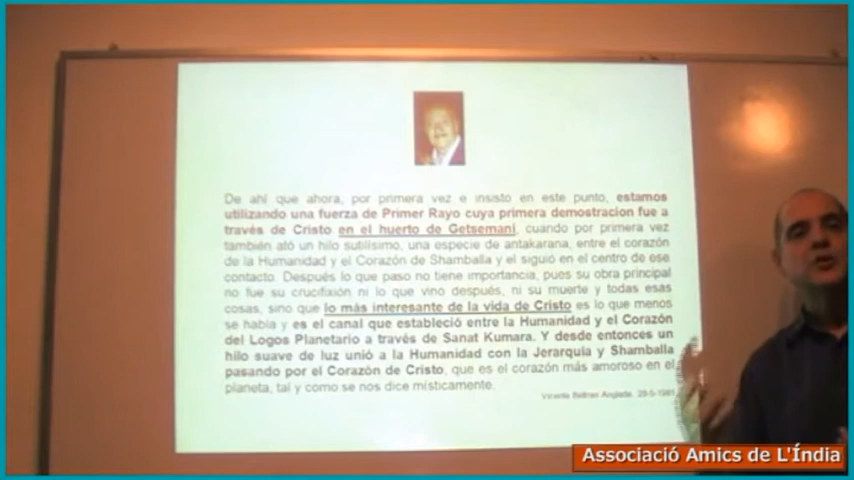 De ahí que ahora, por primera vez e insisto en este punto, estamos
utilizando una fuerza de Primer Rayo cuya primera demostracion fue a
través de Cristo en el huerto de Getsemaní, cuando por primera vez
también ató un hilo sutilísimo, una especie de antakarana, entre el corazón
de la Humanidad y el Corazón de Shamballa y el siguió en el centro de ese
contacto. Después lo que paso no tiene importancia, pues su obra principal
no fue su crucifixión ni lo que vino después, ni su muerte y todas esas
cosas, sino que lo más interesante de la vida de Cristo es lo que menos
se habla y es el canal que estableció entre la Humanidad y el Corazón
del Logos Planetario a través de Sanat Kumara. Y desde entonces un
hilo suave de luz unió a la Humanidad con la Jerarquía y Shamballa
pasando por el Corazón de Cristo, que es el corazón más amoroso en el
planeta, tal y como se nos dice místicamente.
Vicente Beltran Anglada,
Associació Amics de L'Índia